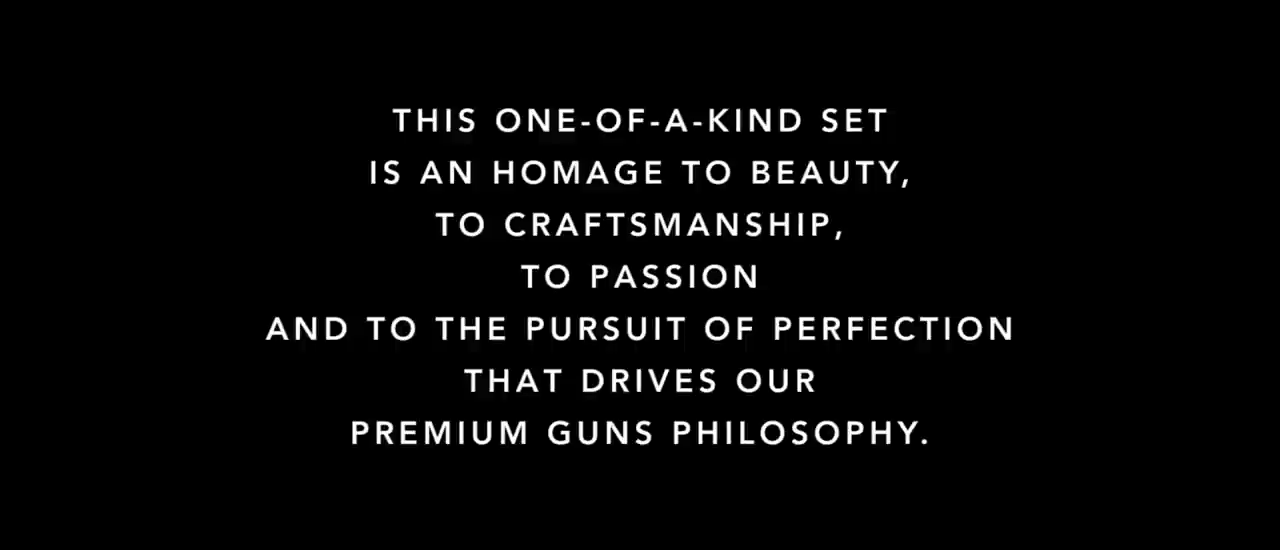 THIS ONE-OF-A-KIND SET
IS AN HOMAGE TO BEAUTY,
TO CRAFTSMANSHIP,
TO PASSION
AND TO THE PURSUIT OF PERFECTION
THAT DRIVES OUR
PREMIUM GUNS PHILOSOPHY.